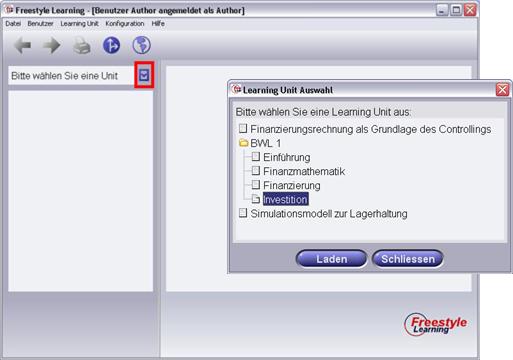 Freestyle Learning - [Benutzer Author angemeldet als Author]
Datei Benutzer Learning Unit Konfiguration Hilfe
Bitte wählen Sie eine Unit
Learning Unit Auswahl
Bitte wählen Sie eine Learning Unit aus:
Finanzierungsrechnung als Grundlage des Controllings
BWL 1
Einführung
Finanzmathematik
Finanzierung
Investition
Simulationsmodell zur Lagerhaltung
Laden Schliessen
Freestyle
Learning